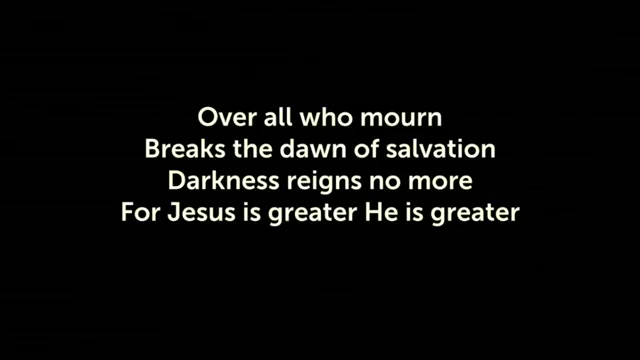 Over all who mourn
Breaks the dawn of salvation
Darkness reigns no more
For Jesus is greater He is greater